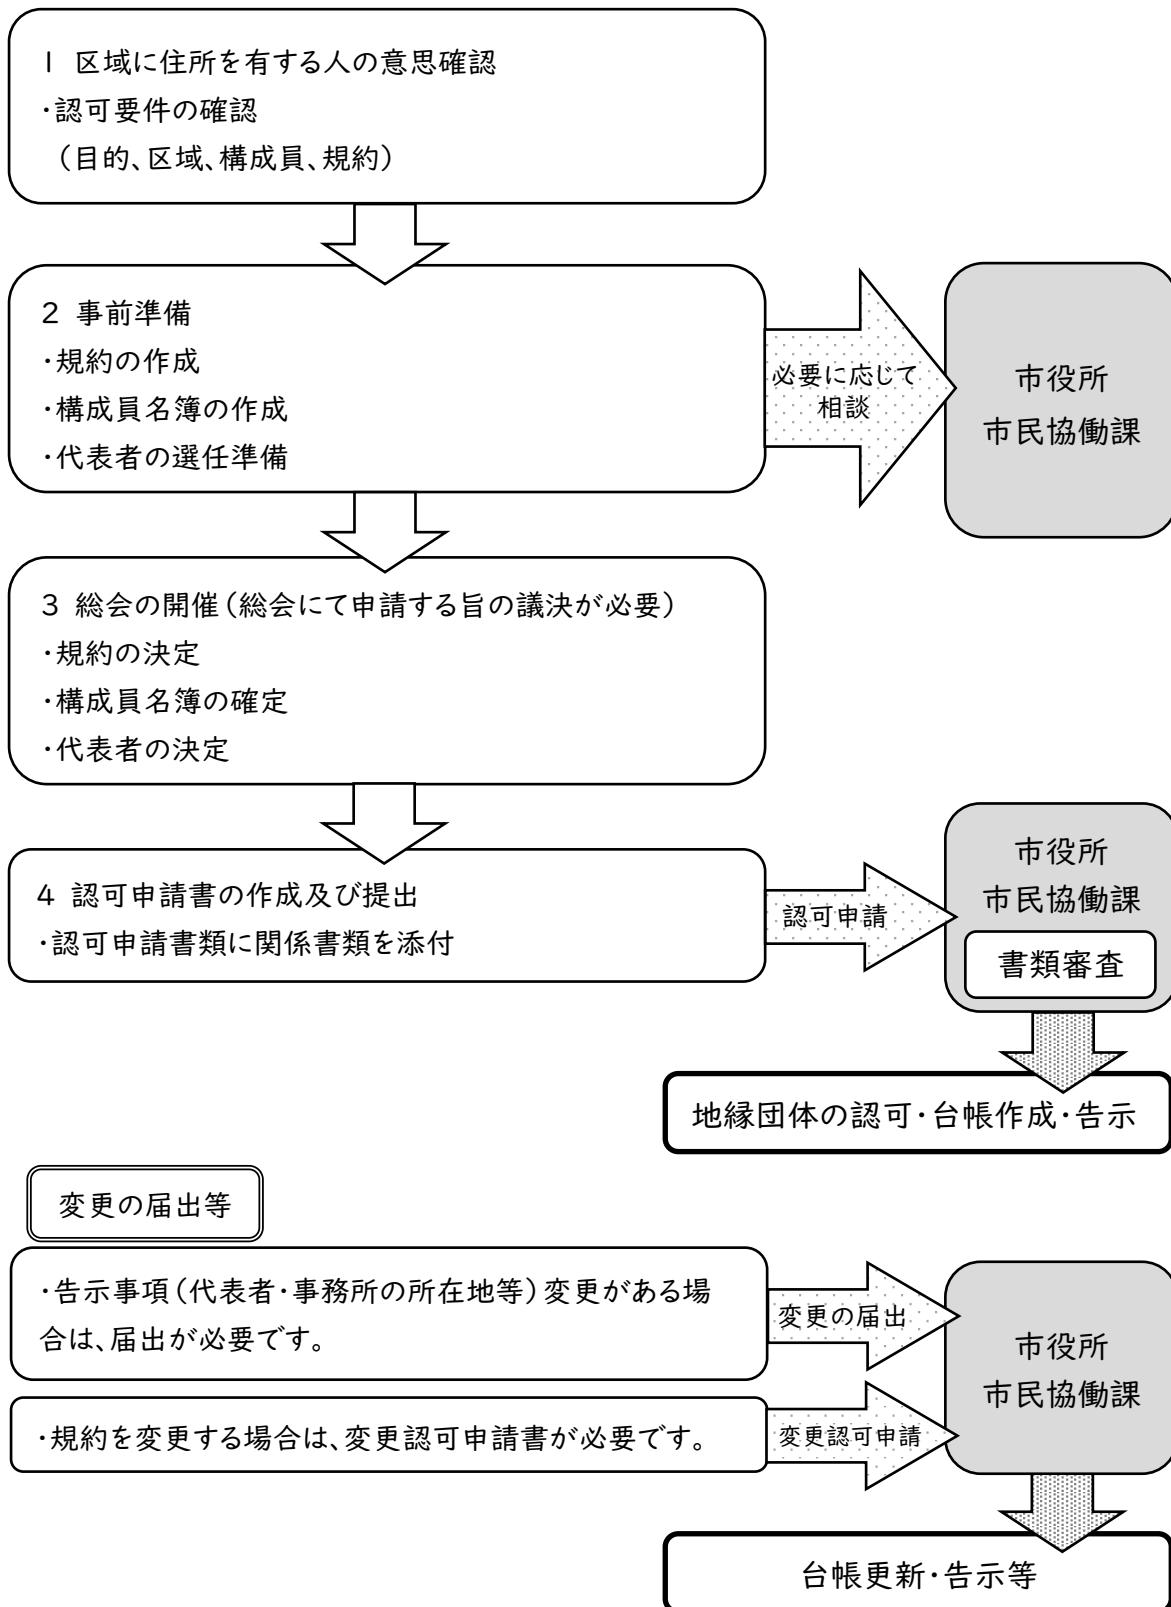 1 区域に住所を有する人の意思確認
・認可要件の確認
（目的、区域、構成員、規約）
2 事前準備
・規約の作成
・構成員名簿の作成
・代表者の選任準備
必要に応じて
相談
市役所
市民協働課
3 総会の開催（総会にて申請する旨の議決が必要）
・規約の決定
・構成員名簿の確定
・代表者の決定
4 認可申請書の作成及び提出
・認可申請書類に関係書類を添付
認可申請
市役所
市民協働課
書類審査
地縁団体の認可・台帳作成・告示
変更の届出等
・告示事項（代表者・事務所の所在地等）変更がある場
合は、届出が必要です。
変更の届出
・規約を変更する場合は、変更認可申請書が必要です。
変更認可申請
市役所
市民協働課
台帳更新・告示等